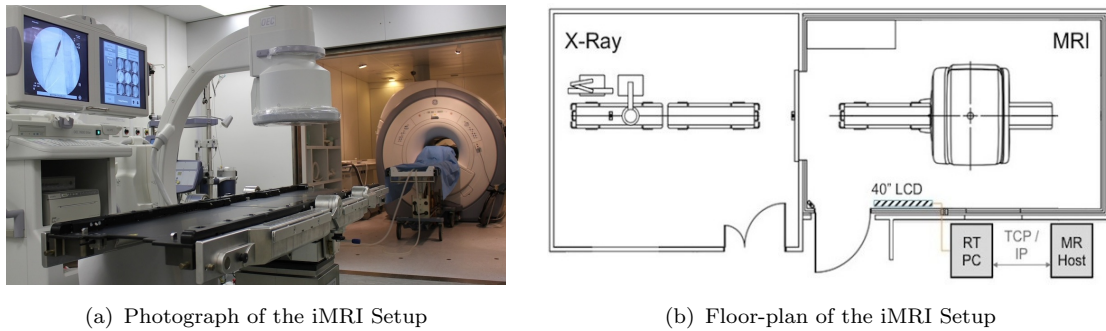 X-Ray
MRI
40" LCD
RT
PC
TCP /
IP
MR
Host
(a) Photograph of the iMRI Setup
(b) Floor-plan of the iMRI Setup